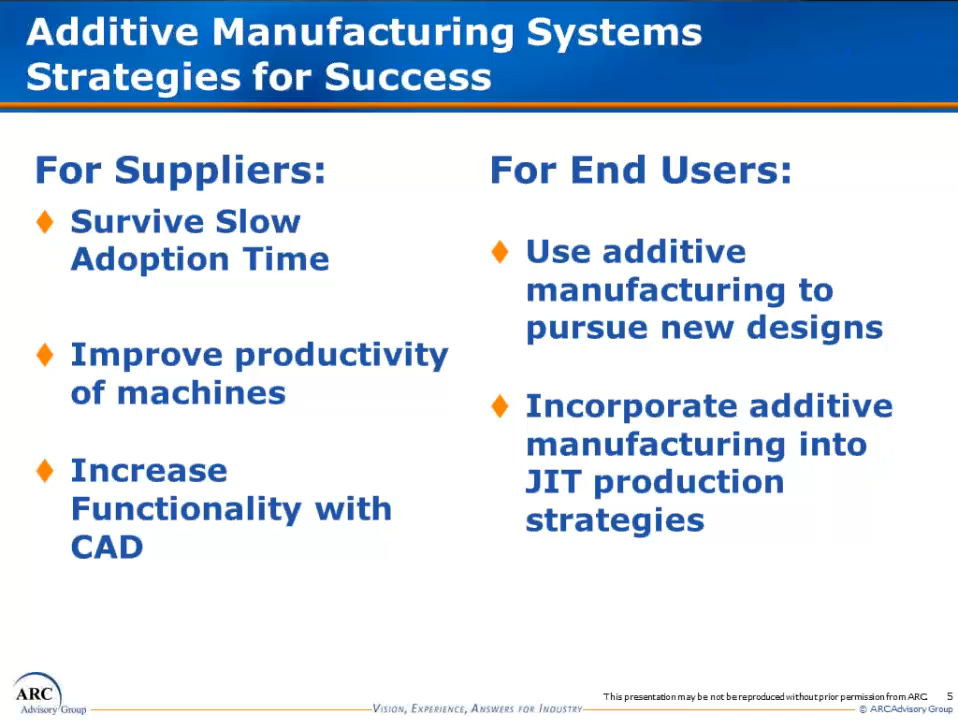 Additive Manufacturing Systems
Strategies for Success
For Suppliers:
Survive Slow
Adoption Time
Improve productivity
of machines
Increase
Functionality with
CAD
For End Users:
Use additive
manufacturing to
pursue new designs
Incorporate additive
manufacturing into
JIT production
strategies
ARC
Advisory Group
VISION, EXPERIENCE, ANSWERS FOR INDUSTRY
This presentation may be not be reproduced without prior permission from ARC. 5
© ARC Advisory Group